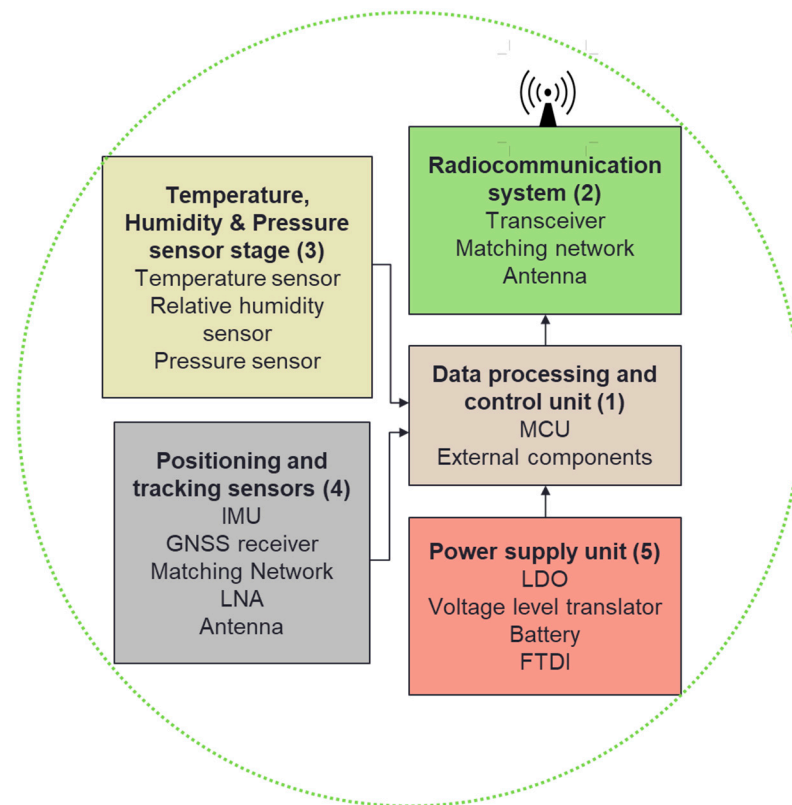 Temperature,
Humidity & Pressure
sensor stage (3)
Temperature sensor
Relative humidity
sensor
Pressure sensor
Radiocommunication
system (2)
Transceiver
Matching network
Antenna
Data processing and
control unit (1)
MCU
External components
Positioning and
tracking sensors (4)
IMU
GNSS receiver
Matching Network
LNA
Antenna
Power supply unit (5)
LDO
Voltage level translator
Battery
FTDI